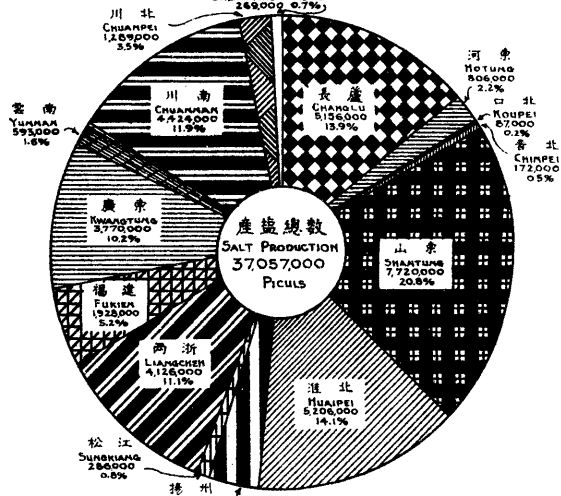 269,000 0.7%
川 北
CHUANPEI
1,289,000
3.5%
川 南
CHUANNAN
4,424,000
11.9%
長 蘆
CHANGLU
5,156,000
13.9%
河 東
HOTUNG
806,000
2.2%
口 北
KOUPEI
87,000
0.2%
晋 北
CHINPEI
172,000
0.5%
雲 南
YUNNAN
593,000
1.6%
廣 東
KWANGTUNG
3,770,000
10.2%
産 鹽 總 數
SALT PRODUCTION
37,057,000
PICULS
山 東
SHANTUNG
7,720,000
20.8%
福 建
FUKIEN
1,928,000
5.2%
両 浙
LIANGCHEH
4,126,000
11.1%
淮 北
HUAIPEI
5,206,000
14.1%
松 江
SUNGKIANG
286,000
0.8%
揚 州